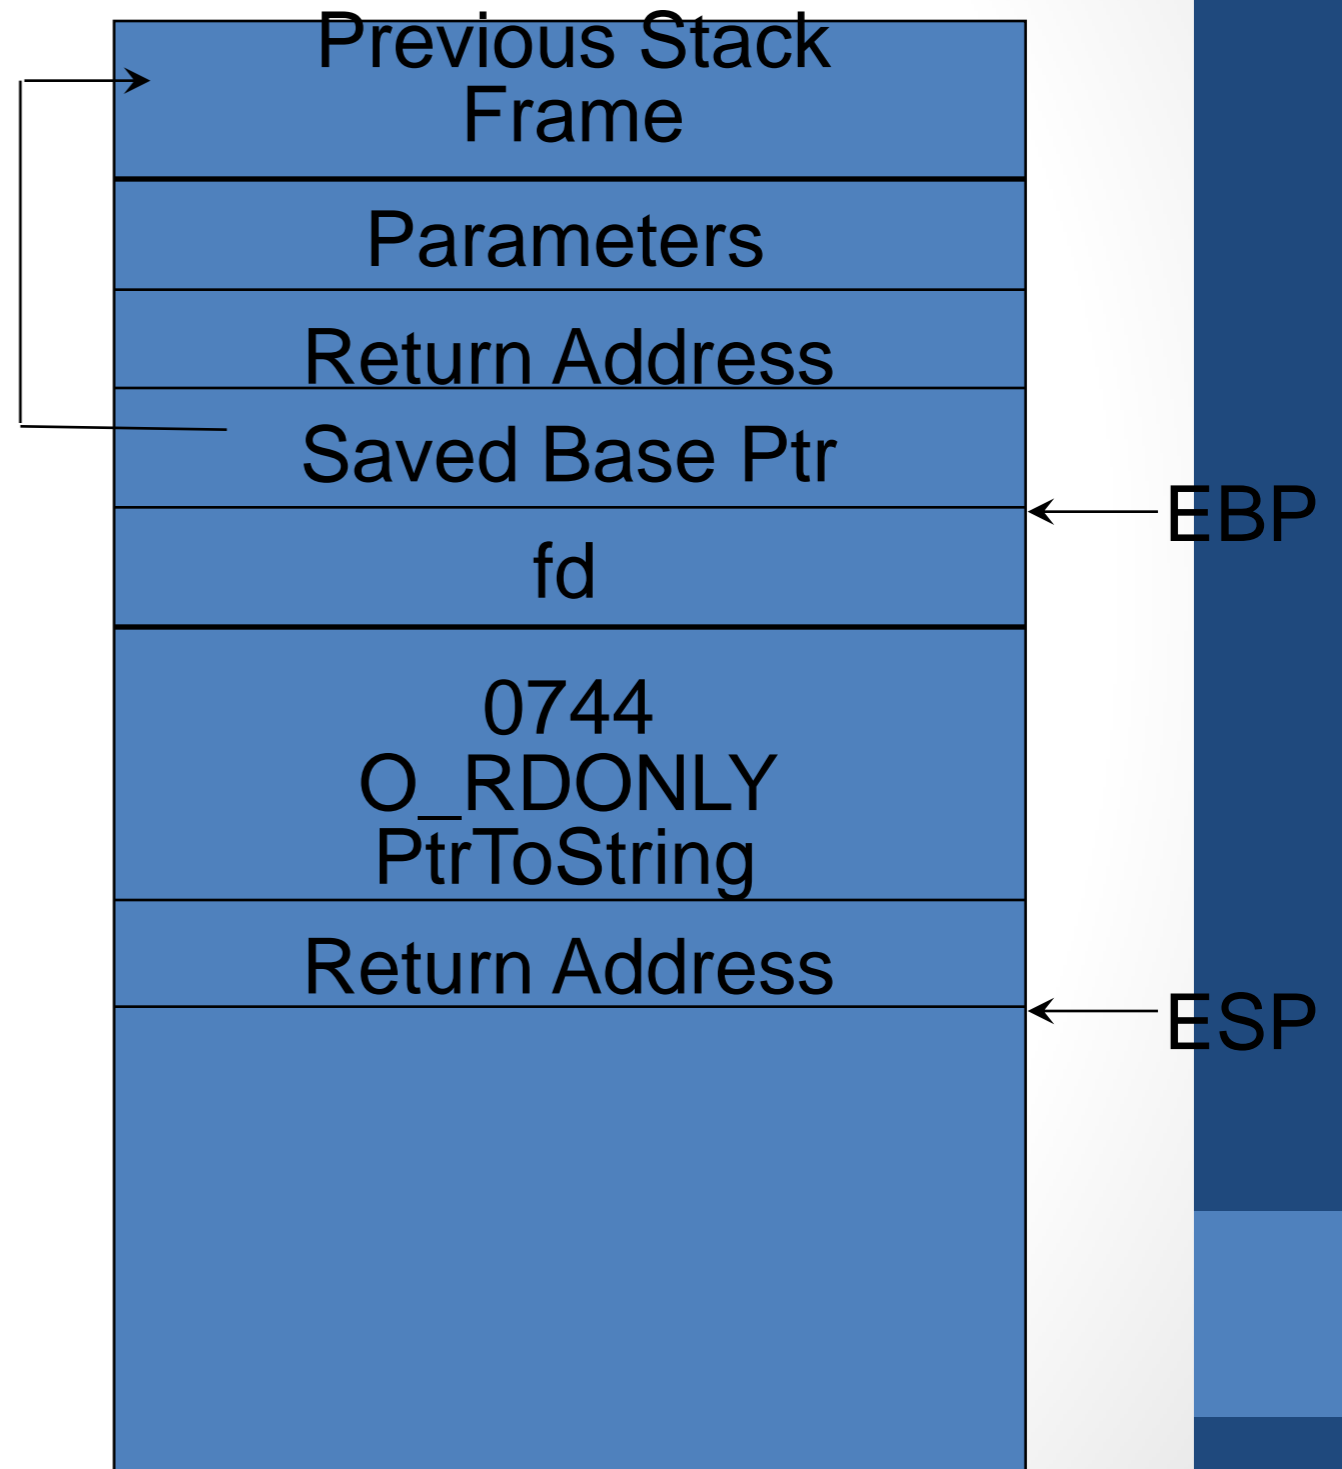 Previous Stack
Frame
Parameters
Return Address
Saved Base Ptr
EBP
fd
0744
O_RDONLY
PtrToString
Return Address
ESP